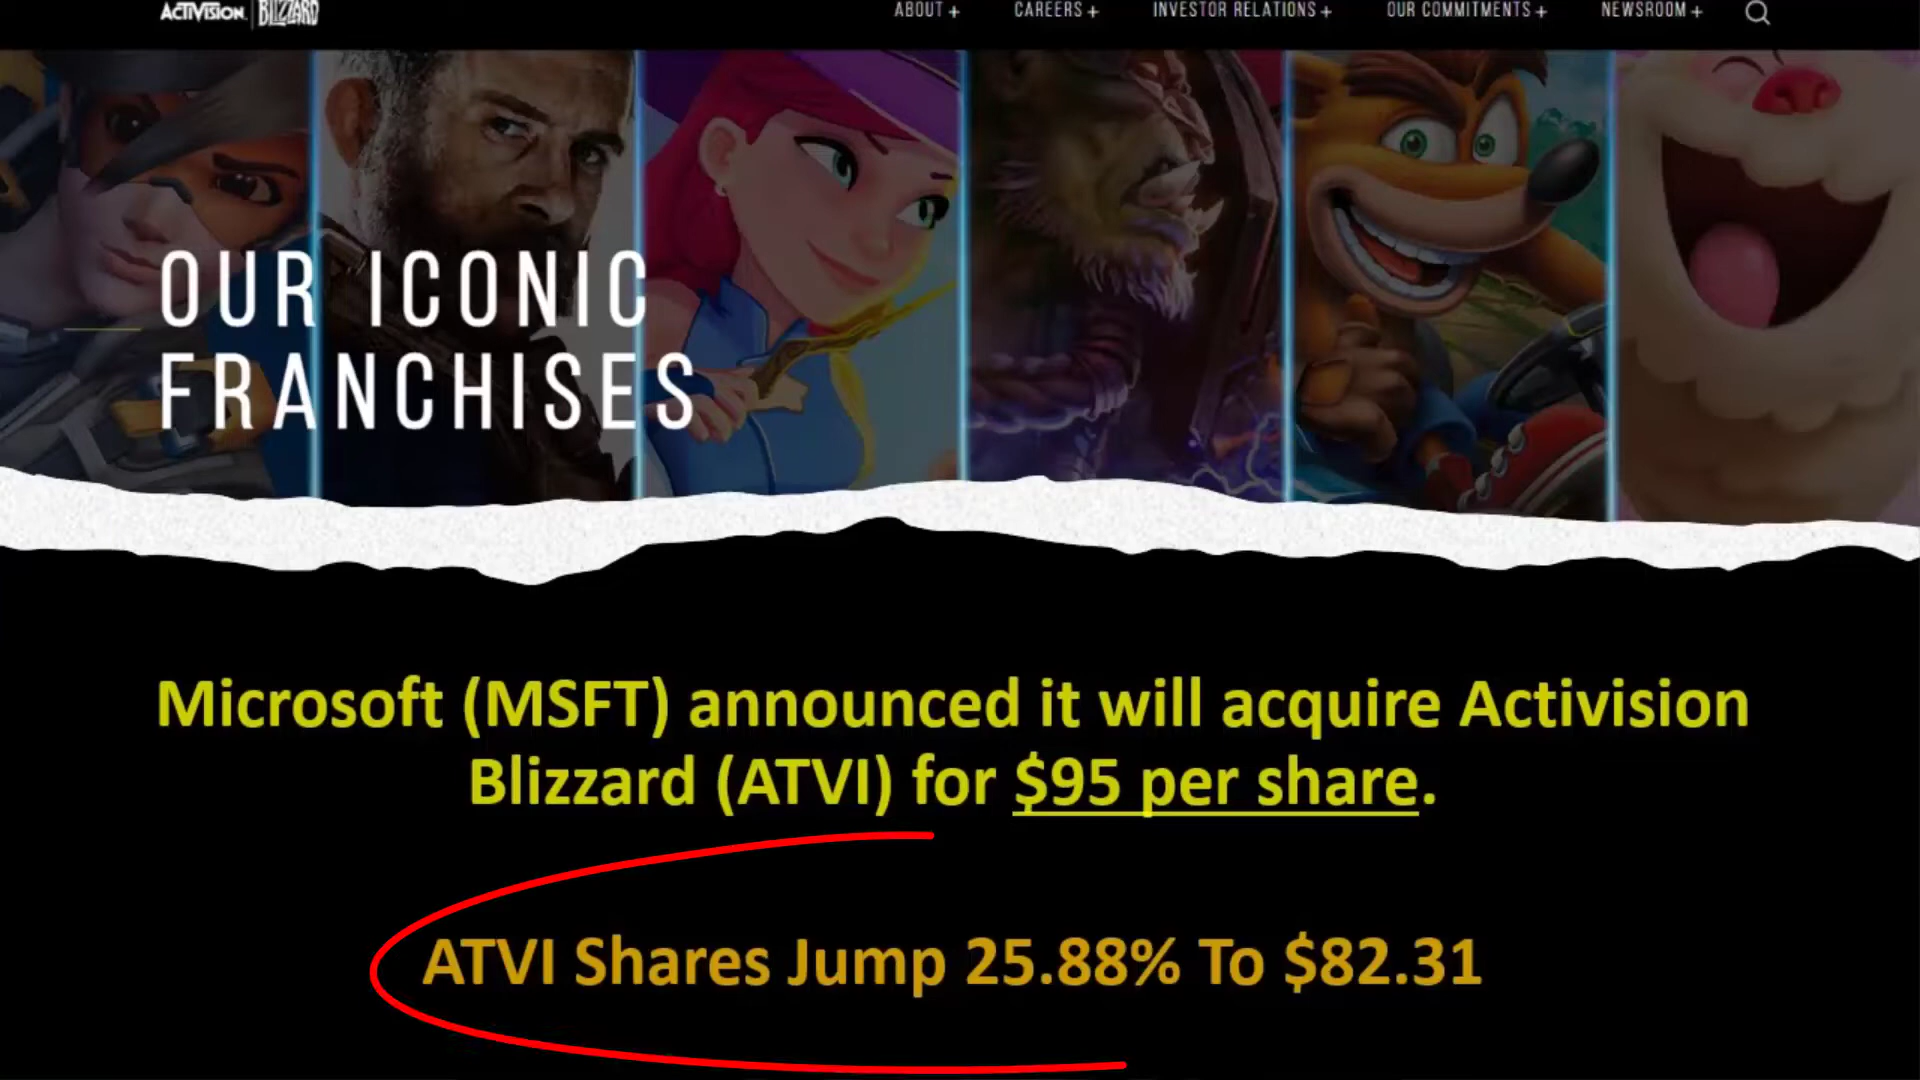 ACTIVISION | BLIZZARD
ABOUT + CAREERS + INVESTOR RELATIONS + OUR COMMITMENTS + NEWSROOM +
OUR ICONIC
FRANCHISES
Microsoft (MSFT) announced it will acquire Activision
Blizzard (ATVI) for $95 per share.
ATVI Shares Jump 25.88% To $82.31